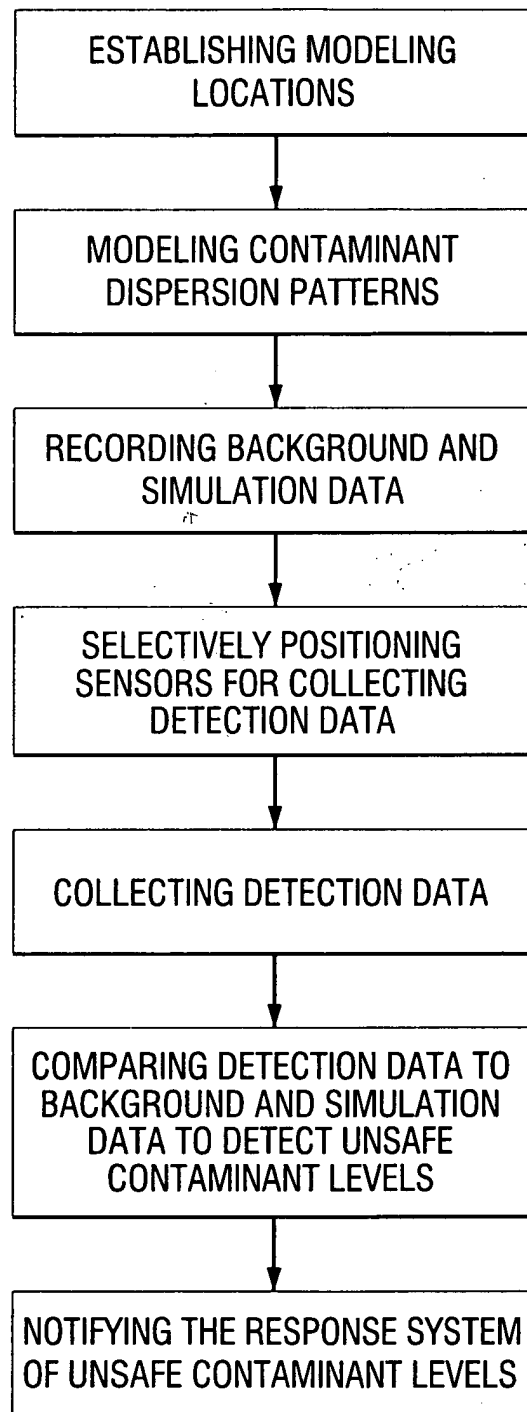 ESTABLISHING MODELING
LOCATIONS
MODELING CONTAMINANT
DISPERSION PATTERNS
RECORDING BACKGROUND AND
SIMULATION DATA
SELECTIVELY POSITIONING
SENSORS FOR COLLECTING
DETECTION DATA
COLLECTING DETECTION DATA
COMPARING DETECTION DATA TO
BACKGROUND AND SIMULATION
DATA TO DETECT UNSAFE
CONTAMINANT LEVELS
NOTIFYING THE RESPONSE SYSTEM
OF UNSAFE CONTAMINANT LEVELS